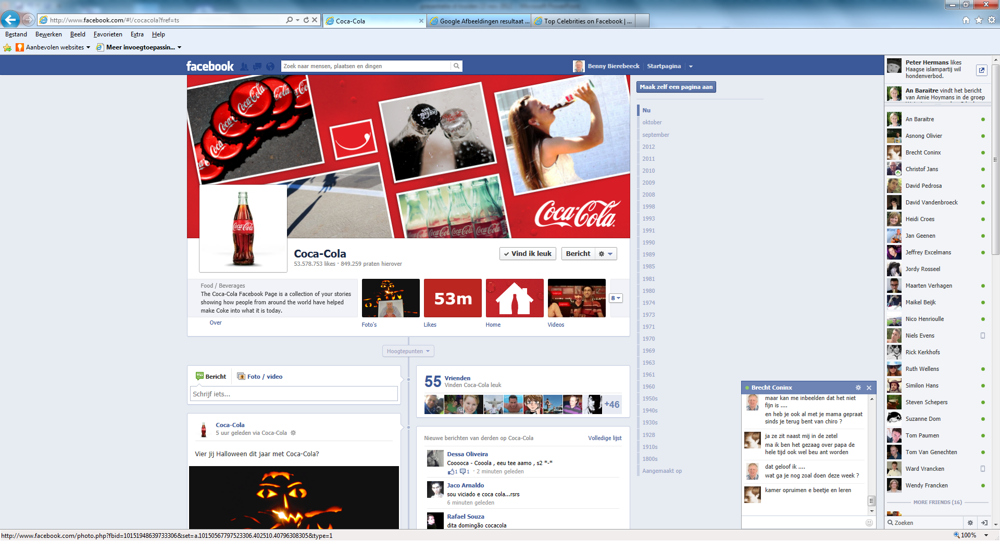 http://www.facebook.com/#!/cocacola?fref=ts
Coca-Cola
Google Afbeeldingen resultaat ...
Top Celebrities on Facebook | ...
Bestand Bewerken Beeld Favorieten Extra Help
Aanbevolen websites
Meer invoegtoepassin...
facebook
Zoek naar mensen, plaatsen en dingen
Benny Bierebeeck
Startpagina
Coca-Cola
Coca-Cola
Coca-Cola
Coca-Cola
zero
Coca-Cola
Coca-Cola
Coca-Cola
53.578.753 likes · 849.259 praten hierover
Vind ik leuk
Bericht
Food / Beverages
The Coca-Cola Facebook Page is a collection of your stories
showing how people from around the world have helped
make Coke into what it is today.
Over
53m
8
Foto's
Likes
Home
Videos
Hoogtepunten
Bericht
Foto / video
Schrijf iets...
Coca-Cola
5 uur geleden via Coca-Cola
Vier jij Halloween dit jaar met Coca-Cola?
55 Vrienden
Vinden Coca-Cola leuk
+46
Nieuwe berichten van derden op Coca-Cola
Volledige lijst
Dessa Oliveira
Coooca - Cooola , eeu tee aamo , s2 *-*
1 1 · 2 minuten geleden
Jaco Arnaldo
sou viciado e coca cola...rsrs
6 minuten geleden
Rafael Souza
dita domingão cocacola
Maak zelf een pagina aan
Nu
oktober
september
2012
2011
2010
2009
2008
1998
1993
1991
1990
1989
1985
1981
1980
1974
1973
1971
1970
1969
1963
1961
1960
1950s
1940s
1930s
1928
1910s
1800s
Aangemaakt op
Brecht Coninx
maar kan me inbeelden dat het niet
fijn is ....
en heb je ook al met je mama gepraat
sinds je terug bent van chiro ?
ja ze zit naast mij in de zetel
ma ik ben het gezaag over papa de
hele tijd ook wel beu ant worden
dat geloof ik ....
wat ga je nog zoal doen deze week ?
kamer opruimen e beetje en leren
Peter Hermans likes
Haagse islampartij wil
hondenverbod.
An Baraitre vindt het bericht
van Amie Hoymans in de groep
An Baraitre
Asnong Olivier
Brecht Coninx
Christof Jans
David Pedrosa
David Vandenbroeck
Heidi Croes
Jan Geenen
Jeffrey Excelmans
Jordy Rosseel
Maarten Verhagen
Maikel Beijk
Nico Henrioulle
Niels Evens
Rick Kerkhofs
Ruth Wellens
Similon Hans
Steven Schepers
Suzanne Dom
Tom Paumen
Tom Van Genechten
Ward Vrancken
Wendy Francken
MORE FRIENDS (16)
Zoeken
http://www.facebook.com/photo.php?fbid=10151948639733306&set=a.10150567797523306.402510.40796308305&type=1
100%